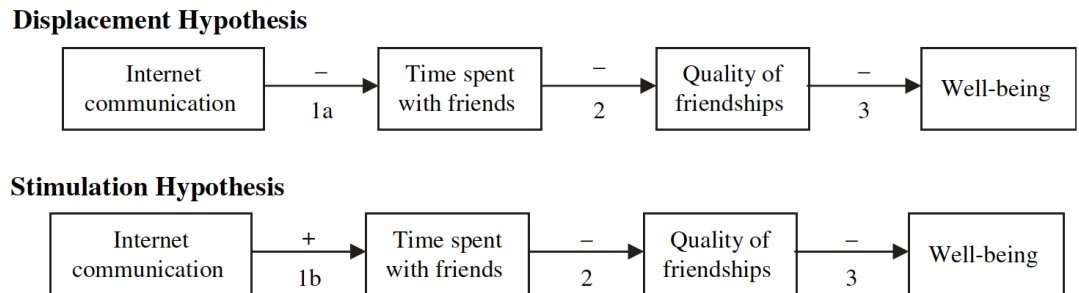 Displacement Hypothesis
Internet
communication
–
1a
Time spent
with friends
–
2
Quality of
friendships
–
3
Well-being
Stimulation Hypothesis
Internet
communication
+
1b
Time spent
with friends
–
2
Quality of
friendships
–
3
Well-being